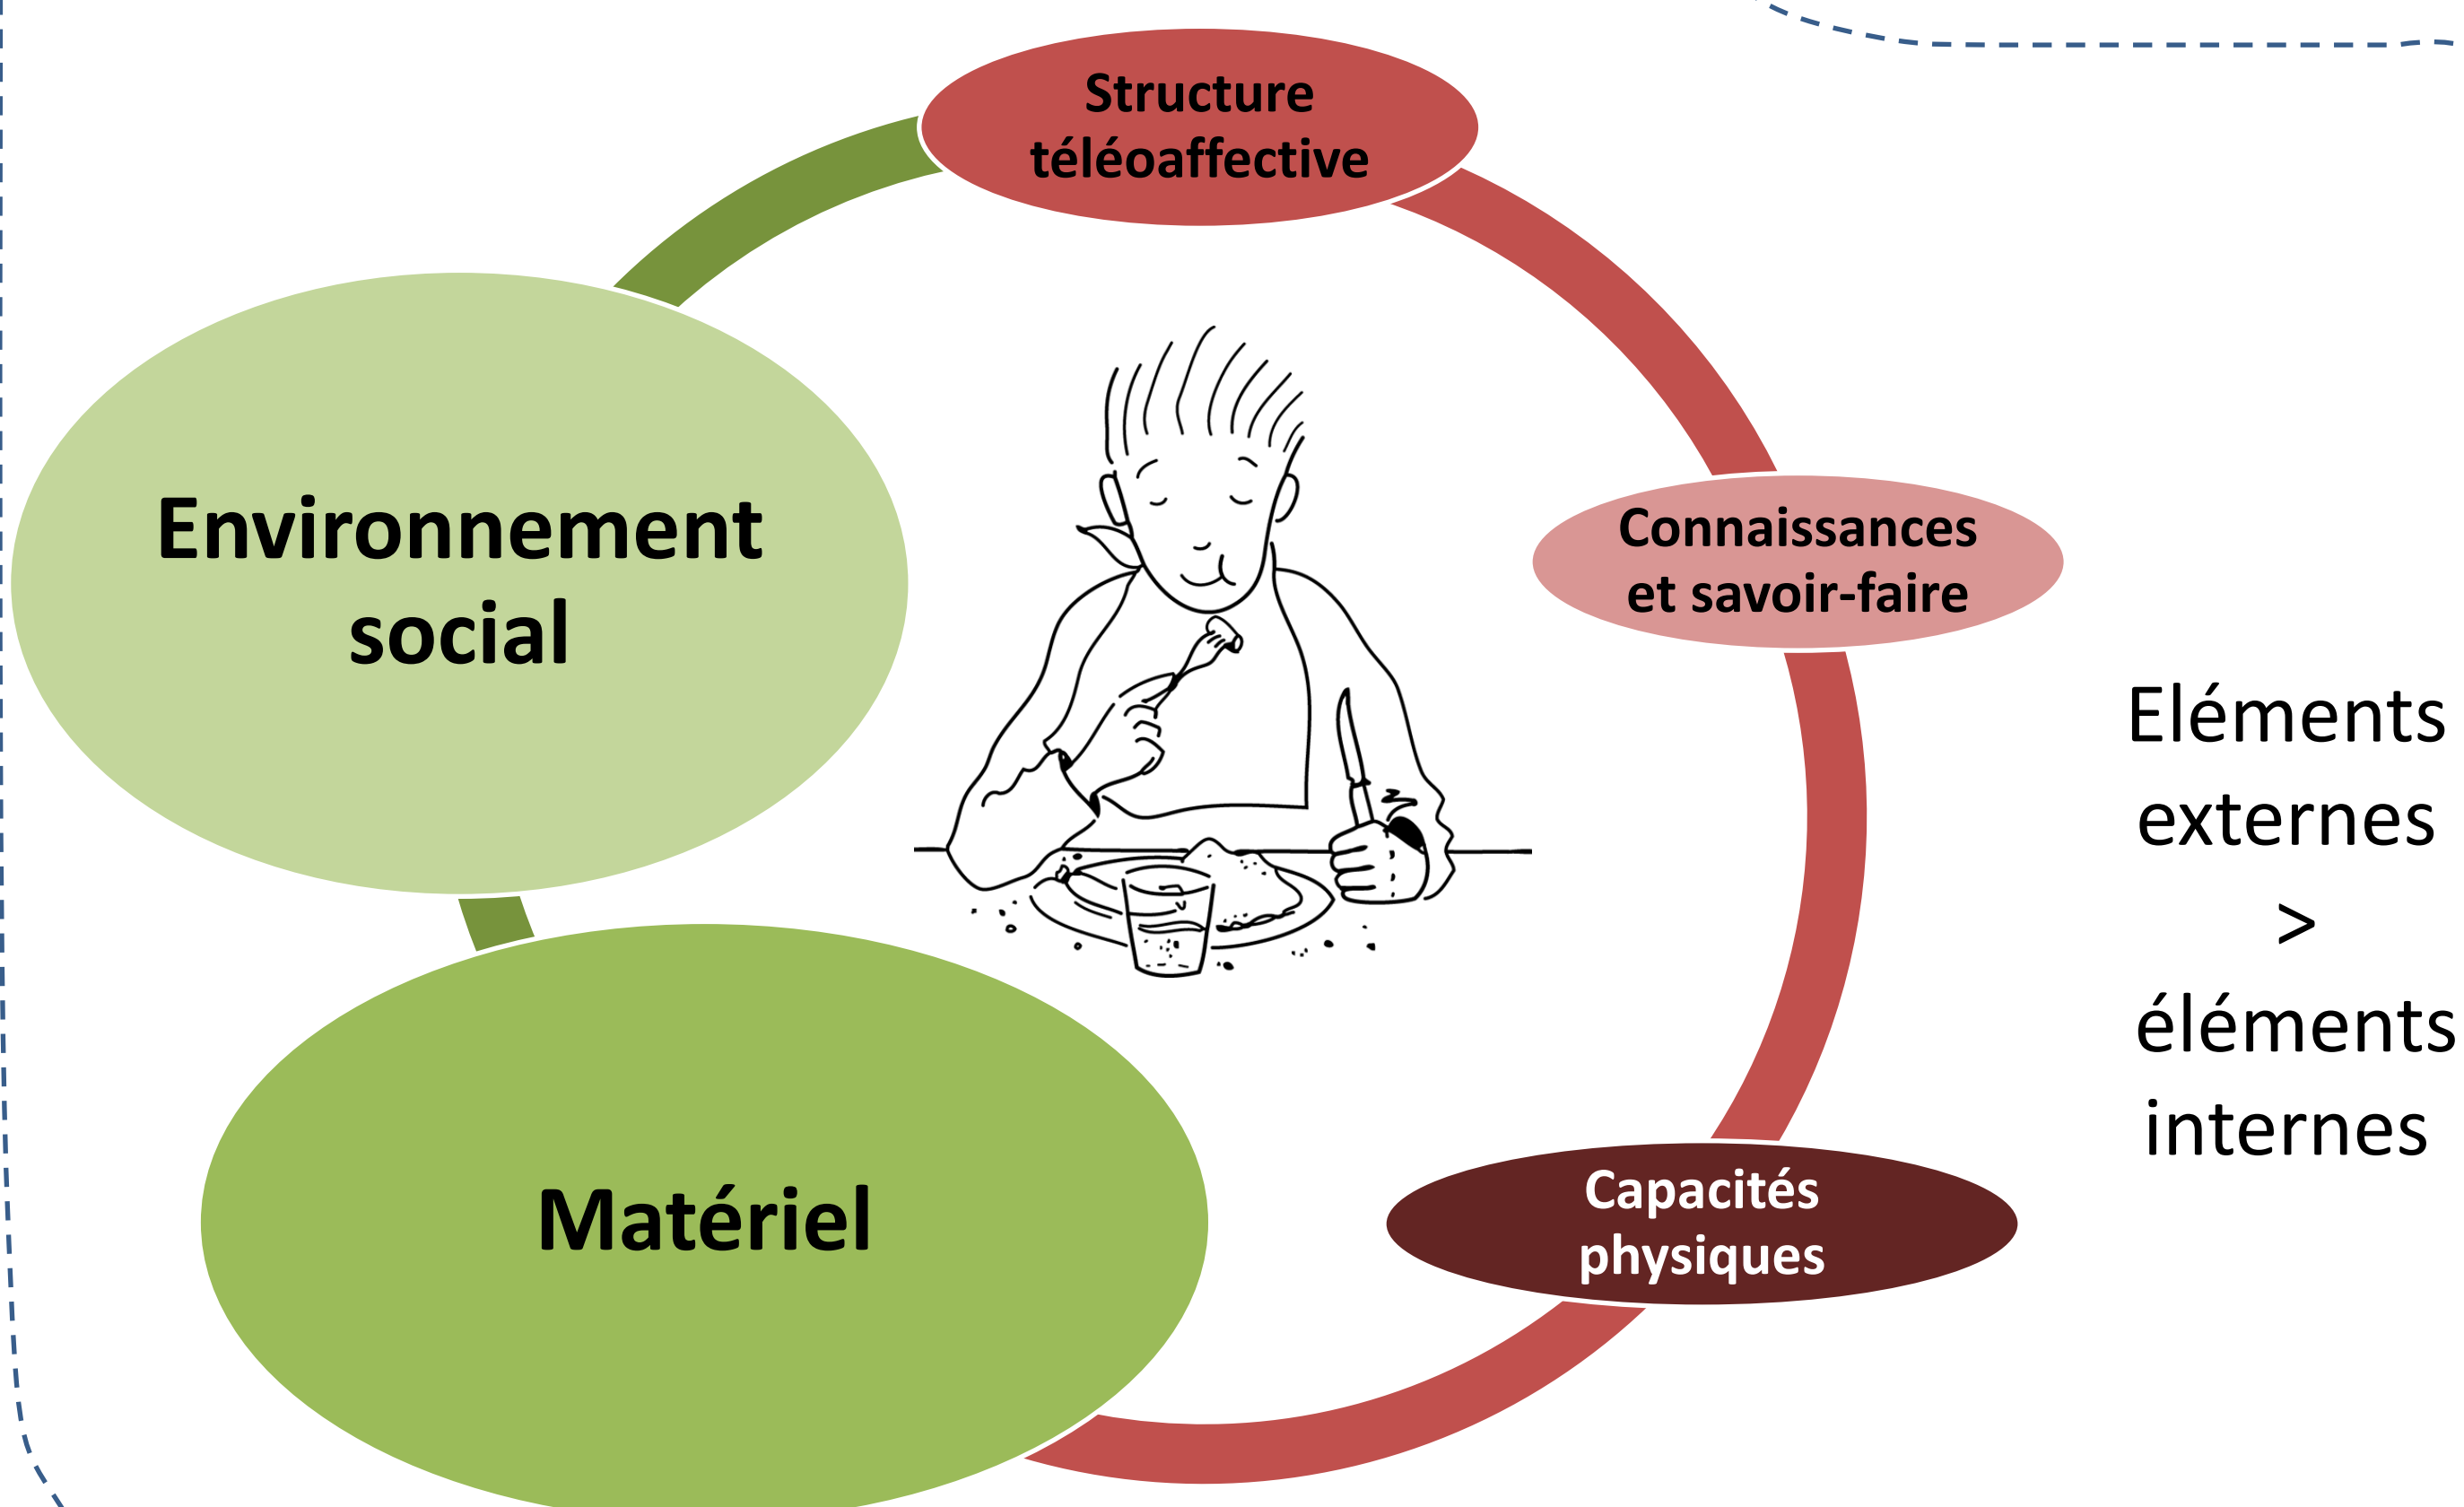 Structure
téléoaffective
Environnement
social
Connaissances
et savoir-faire
Eléments
externes
>
éléments
internes
Matériel
Capacités
physiques